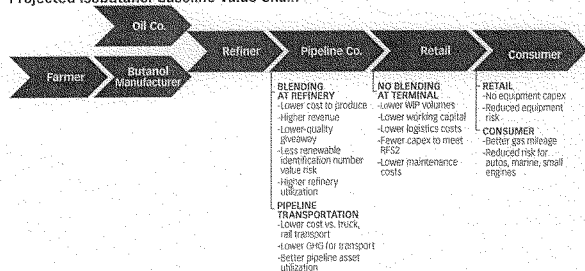 Projected Isobutanol Baseline Value Chain
Oil Co.
Farmer
Butanol
Manufacturer
Refiner
Pipeline Co.
Retail
Consumer
BLENDING
AT REFINERY
-Lower cost to produce
-Higher revenue
-Lower-quality
giveaway
-Less renewable
identification number
value risk
-Higher refinery
utilization
PIPELINE
TRANSPORTATION
-Lower cost vs. truck,
rail transport
-Lower GHG for transport
-Better pipeline asset
utilization
NO BLENDING
AT TERMINAL
-Lower WIP volumes
-Lower working capital
-Lower logistics costs
-Fewer capex to meet
RFS2
-Lower maintenance
costs
RETAIL
-No equipment capex
-Reduced equipment
risk
CONSUMER
-Better gas mileage
-Reduced risk for
autos, marine, small
engines